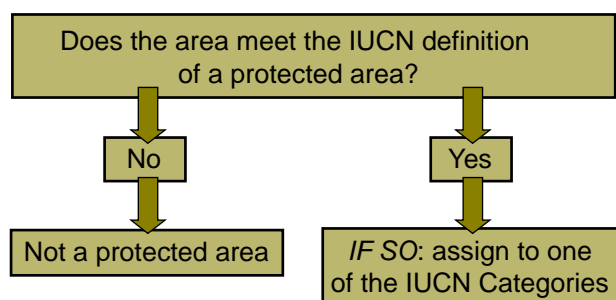 Does the area meet the IUCN definition
of a protected area?
No
Yes
Not a protected area
IF SO: assign to one
of the IUCN Categories